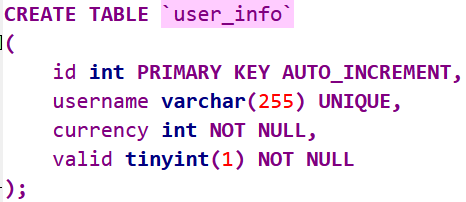 CREATE TABLE `user_info`
(
    id int PRIMARY KEY AUTO_INCREMENT,
    username varchar(255) UNIQUE,
    currency int NOT NULL,
    valid tinyint(1) NOT NULL
);